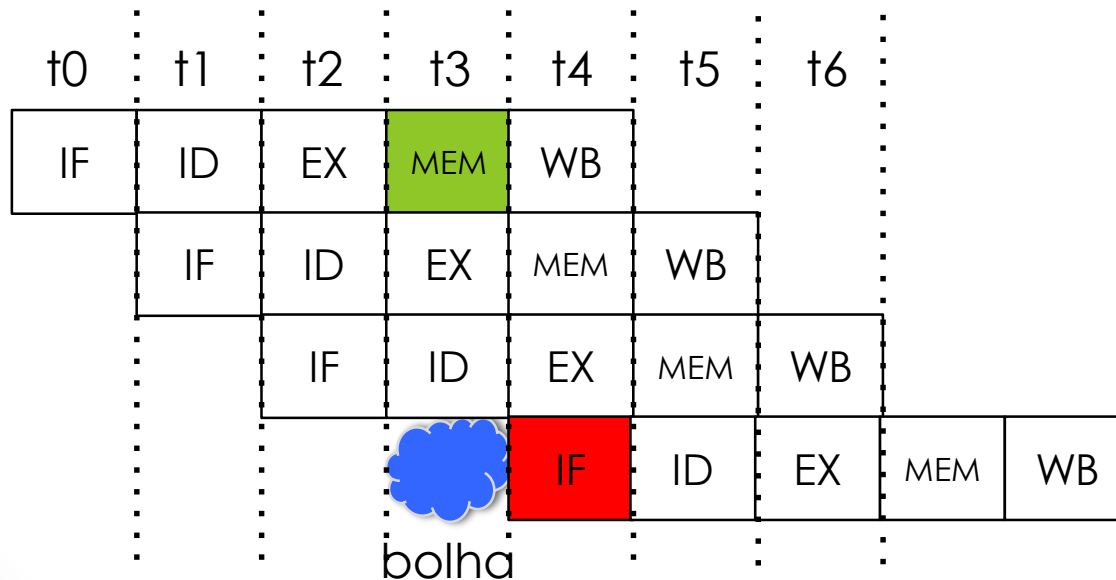 t0 t1 t2 t3 t4 t5 t6
IF ID EX MEM WB
IF ID EX MEM WB
IF ID EX MEM WB
IF ID EX MEM WB
bolha